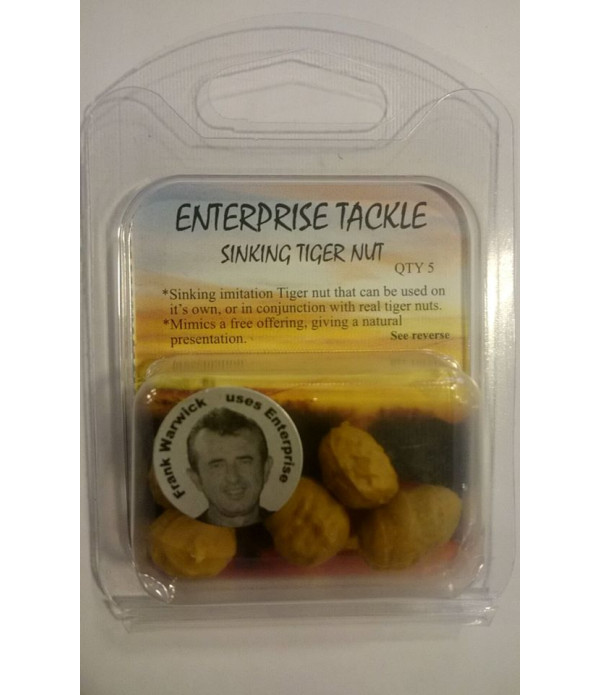 ENTERPRISE TACKLE
SINKING TIGER NUT
QTY 5
*Sinking imitation Tiger nut that can be used on
it's own, or in conjunction with real tiger nuts.
*Mimics a free offering, giving a natural
presentation.
See reverse
Frank Warwick uses Enterprise